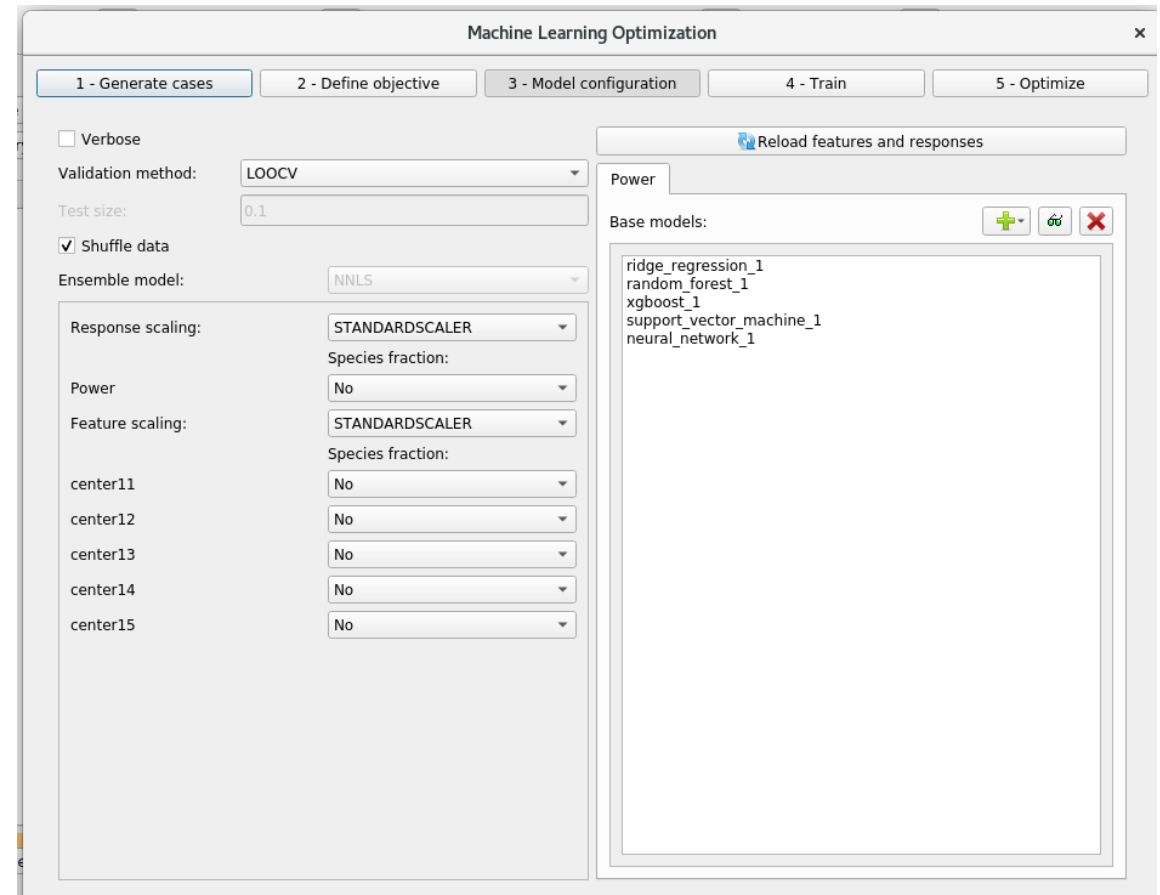 Machine Learning Optimization
1 - Generate cases
2 - Define objective
3 - Model configuration
4 - Train
5 - Optimize
Verbose
Validation method:
LOOCV
Test size:
0.1
Shuffle data
Ensemble model:
NNLS
Response scaling:
STANDARDSCALER
Species fraction:
Power
No
Feature scaling:
STANDARDSCALER
Species fraction:
center11
No
center12
No
center13
No
center14
No
center15
No
Reload features and responses
Power
Base models:
ridge_regression_1
random_forest_1
xgboost_1
support_vector_machine_1
neural_network_1